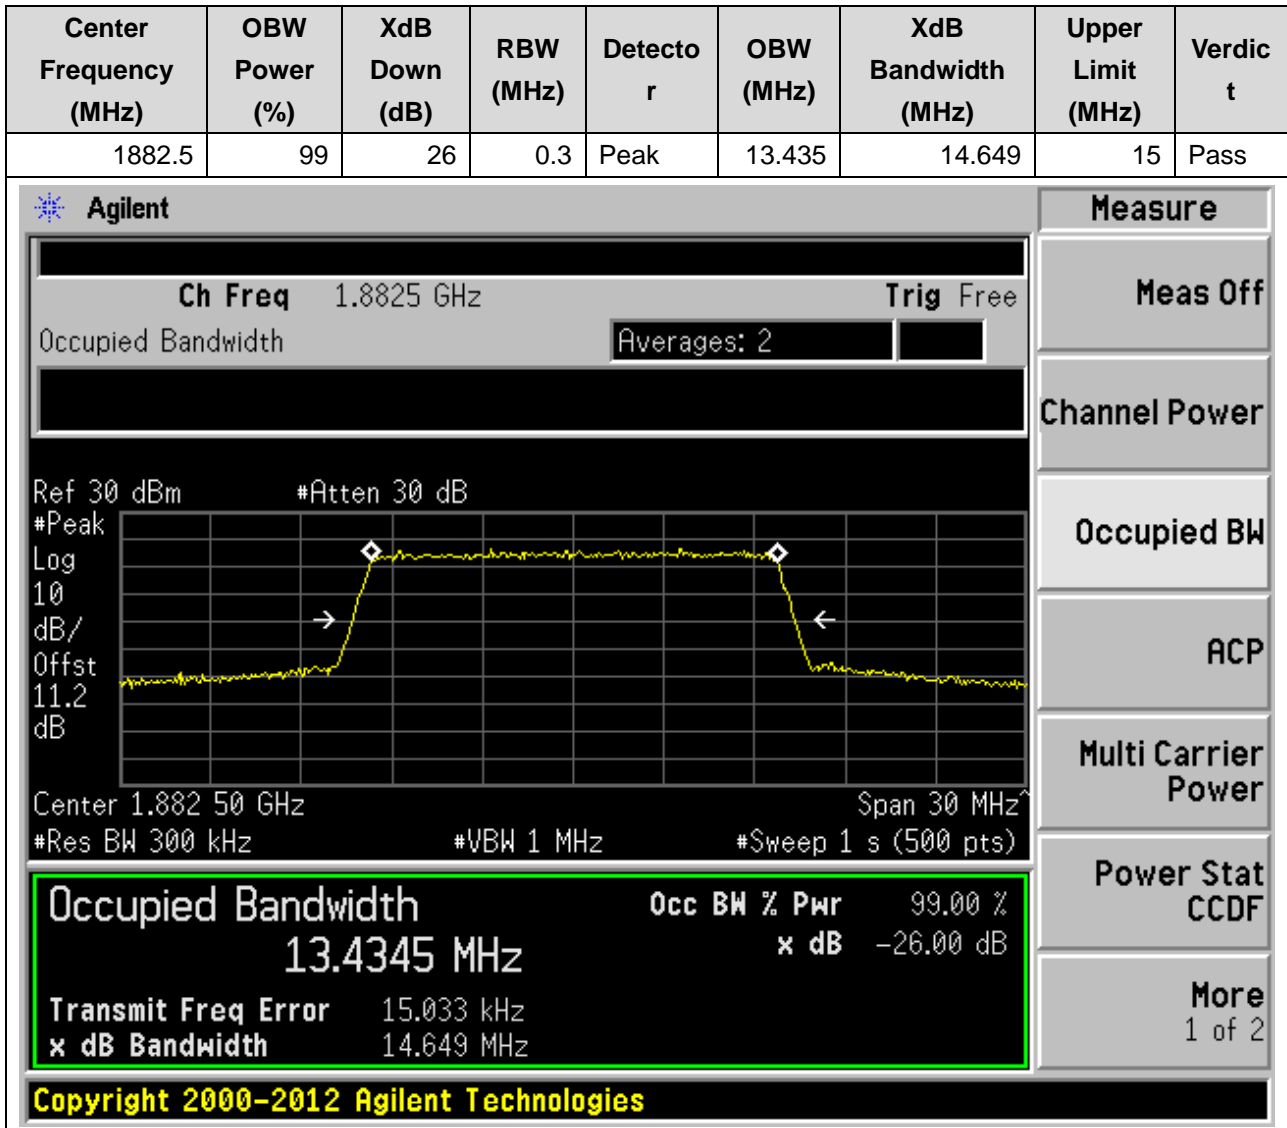 Center Frequency (MHz) OBW Power (%) XdB Down (dB) RBW (MHz) Detecto r OBW (MHz) XdB Bandwidth (MHz) Upper Limit (MHz) Verdic t
1882.5 99 26 0.3 Peak 13.435 14.649 15 Pass
Agilent Measure
Ch Freq 1.8825 GHz Trig Free
Meas Off
Occupied Bandwidth Averages: 2
Channel Power
Ref 30 dBm #Atten 30 dB
#Peak
Log
10
dB/
Offst
11.2
dB
Occupied BW
ACP
Multi Carrier
Power
Center 1.882 50 GHz Span 30 MHz^
#Res BW 300 kHz #VBW 1 MHz #Sweep 1 s (500 pts)
Power Stat
CCDF
Occupied Bandwidth Occ BW % Pwr 99.00 %
13.4345 MHz x dB -26.00 dB
Transmit Freq Error 15.033 kHz
x dB Bandwidth 14.649 MHz
More
1 of 2
Copyright 2000-2012 Agilent Technologies